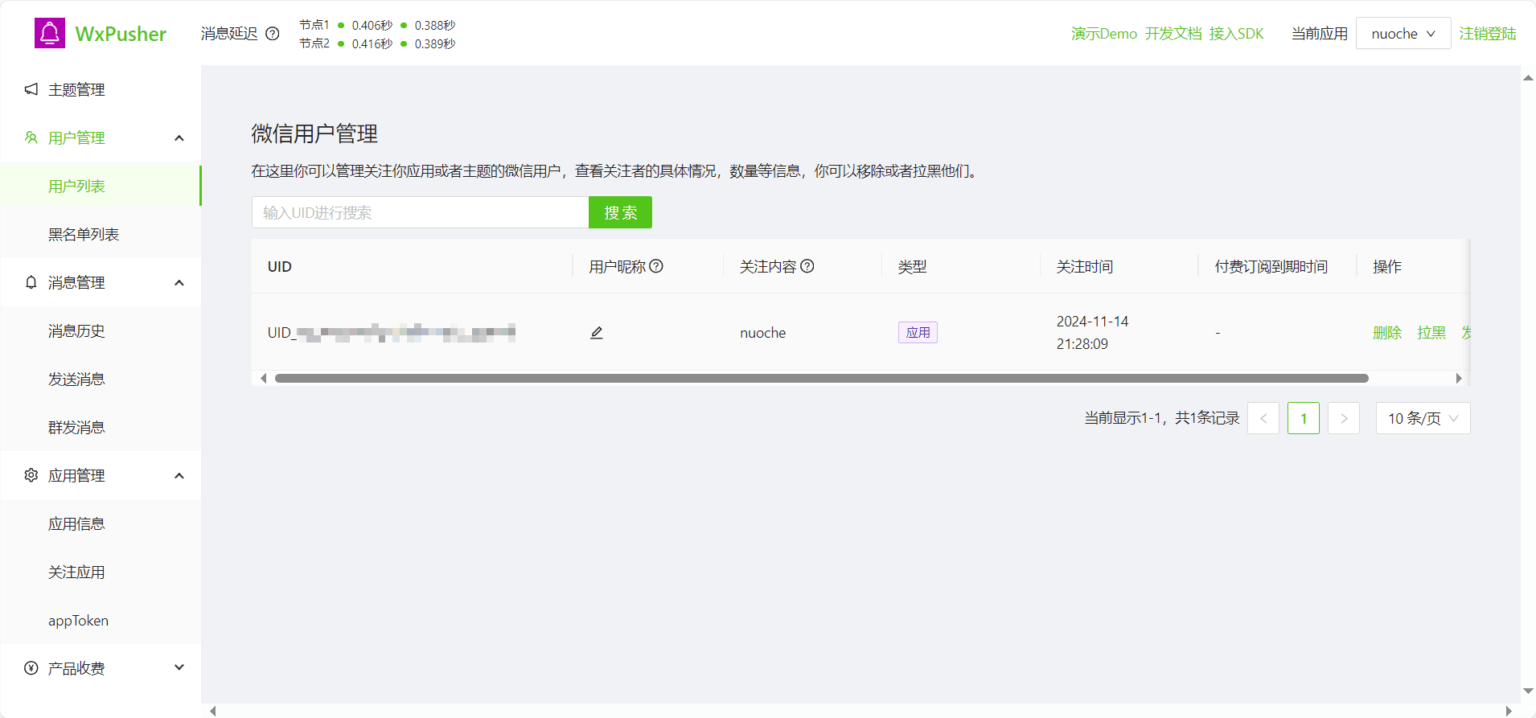 WxPusher
消息延迟
节点1 0.406秒 0.388秒
节点2 0.416秒 0.389秒
演示Demo 开发文档 接入SDK 当前应用 nuoche 注销登陆
主题管理
用户管理
用户列表
黑名单列表
消息管理
消息历史
发送消息
群发消息
应用管理
应用信息
关注应用
appToken
产品收费
微信用户管理
在这里你可以管理关注你应用或者主题的微信用户，查看关注者的具体情况，数量等信息，你可以移除或者拉黑他们。
输入UID进行搜索 搜索
UID 用户昵称 关注内容 类型 关注时间 付费订阅到期时间 操作
UID_ nuoche 应用 2024-11-14 21:28:09 - 删除 拉黑
当前显示1-1，共1条记录 < 1 > 10 条/页